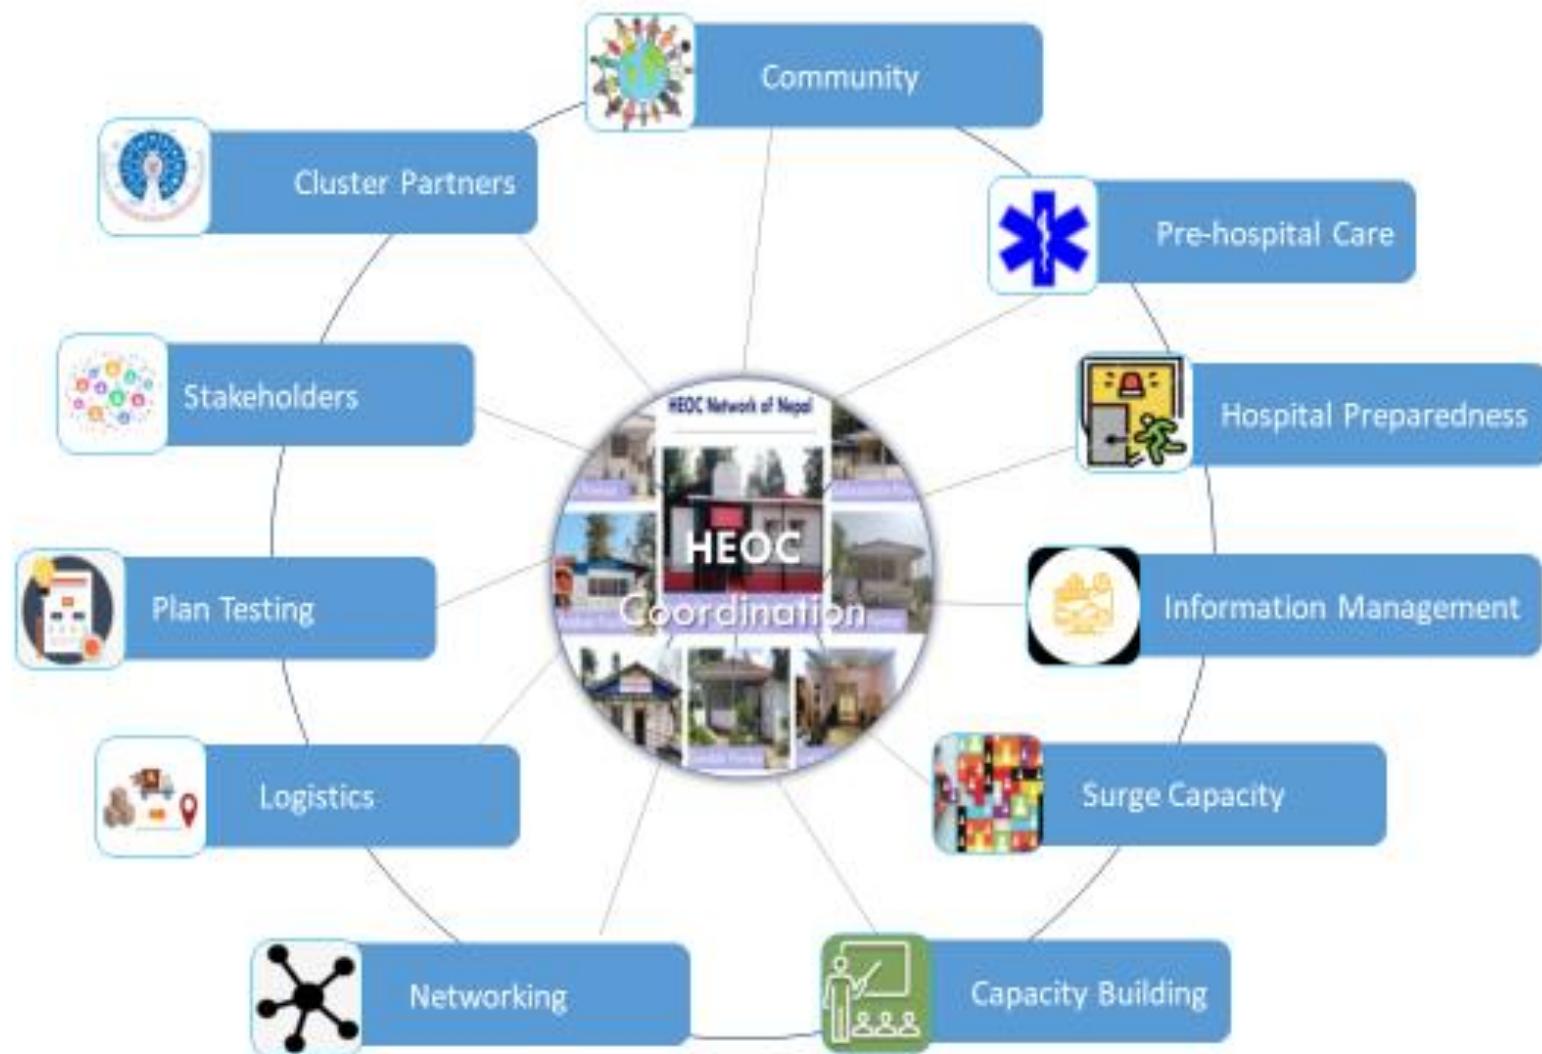 Community
Cluster Partners
Pre-hospital Care
Stakeholders
Hospital Preparedness
HEOC Network of Nepal
HEOC
Coordination
Plan Testing
Information Management
Logistics
Surge Capacity
Networking
Capacity Building